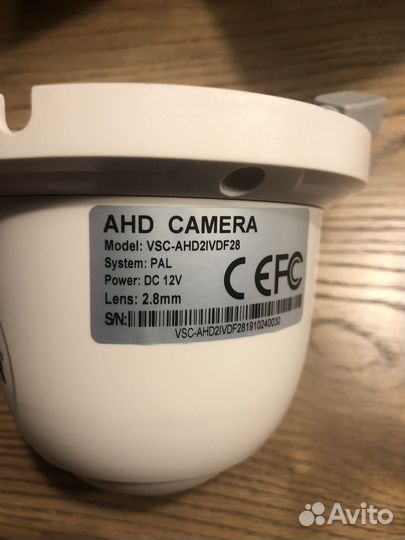 AHD CAMERA
Model: VSC-AHD2IVDF28
System: PAL
Power: DC 12V
Lens: 2.8mm
CE FC
S/N:
VSC-AHD2IVDF281910240030
Avito